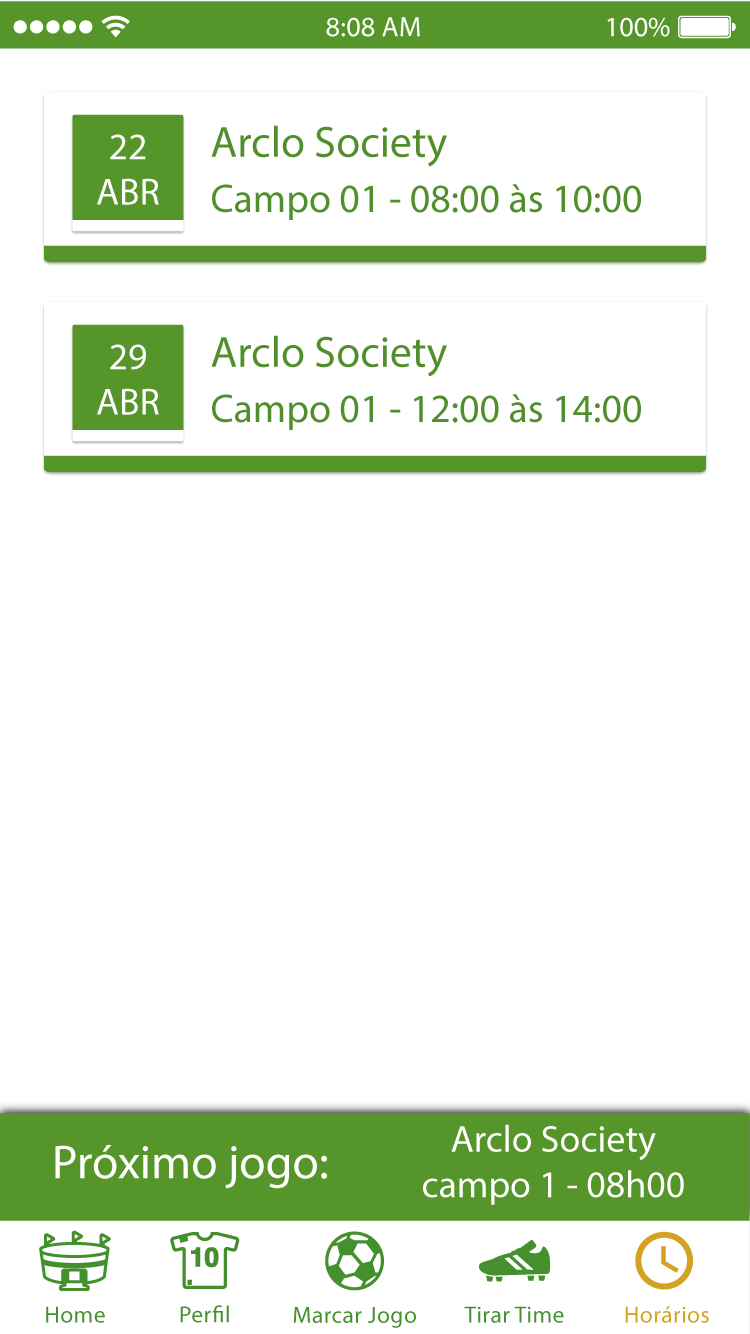 8:08 AM 100%
22
ABR
Arclo Society
Campo 01 - 08:00 às 10:00
29
ABR
Arclo Society
Campo 01 - 12:00 às 14:00
Próximo jogo:
Arclo Society
campo 1 - 08h00
10
Home Perfil Marcar Jogo Tirar Time Horários